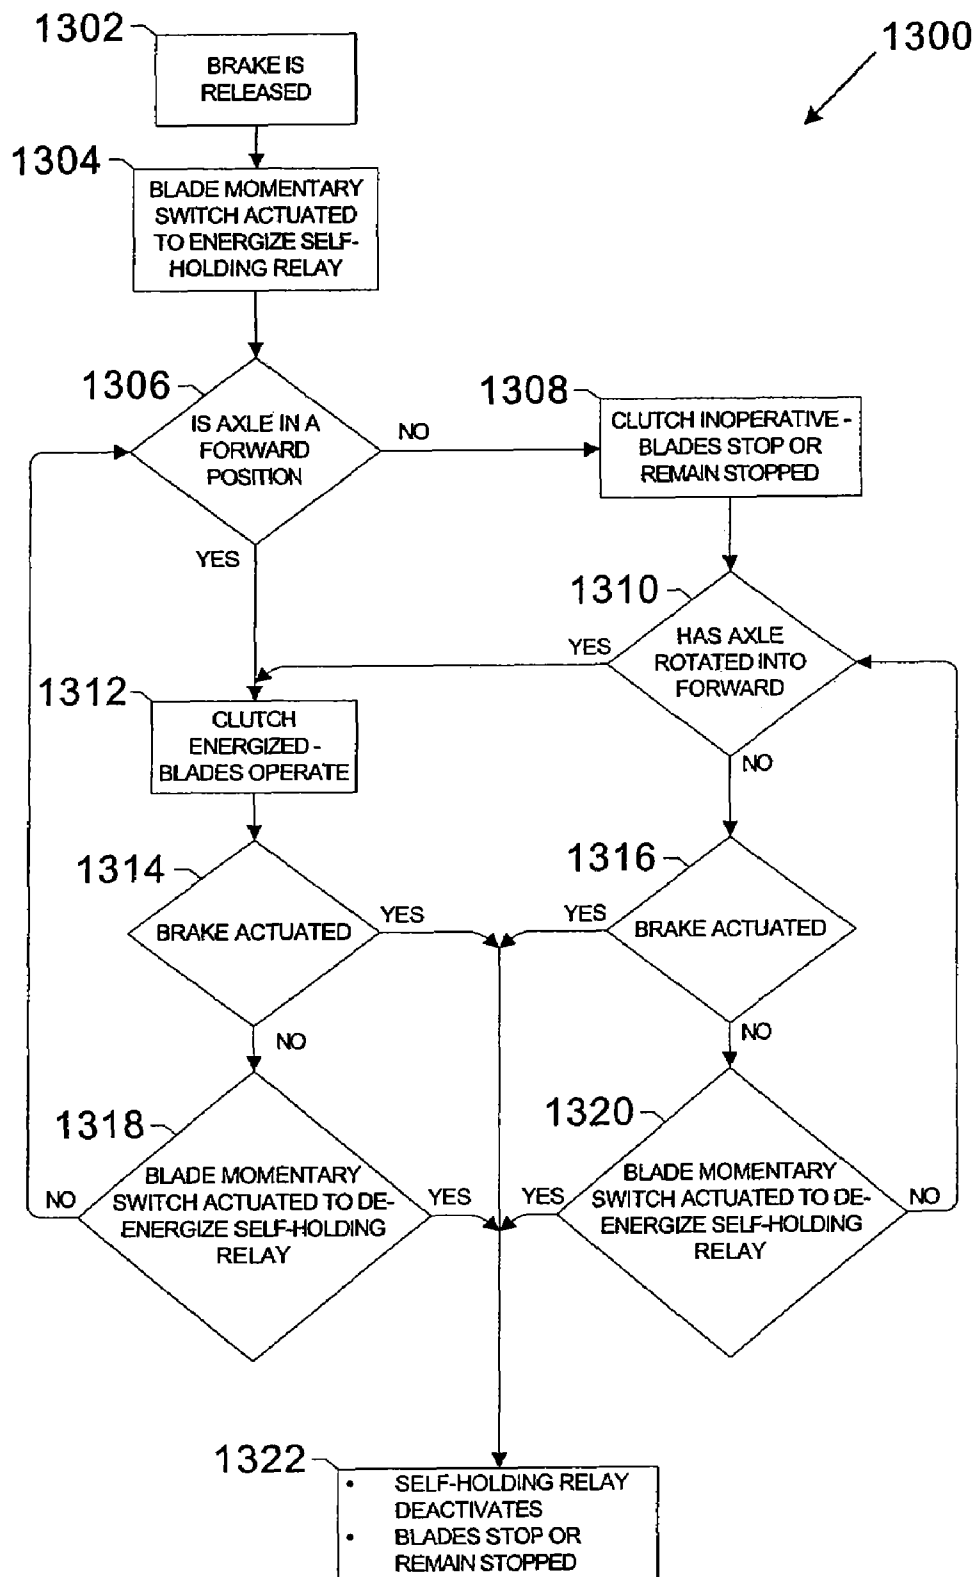 1302
BRAKE IS
RELEASED
1300
1304
BLADE MOMENTARY
SWITCH ACTUATED
TO ENERGIZE SELF-
HOLDING RELAY
1306
IS AXLE IN A
FORWARD
POSITION
NO
YES
1308
CLUTCH INOPERATIVE -
BLADES STOP OR
REMAIN STOPPED
1310
HAS AXLE
ROTATED INTO
FORWARD
YES
NO
1312
CLUTCH
ENERGIZED -
BLADES OPERATE
1314
BRAKE ACTUATED
YES
NO
1316
BRAKE ACTUATED
YES
NO
1318
BLADE MOMENTARY
SWITCH ACTUATED TO DE-
ENERGIZE SELF-HOLDING
RELAY
NO
YES
1320
BLADE MOMENTARY
SWITCH ACTUATED TO DE-
ENERGIZE SELF-HOLDING
RELAY
YES
NO
1322
• SELF-HOLDING RELAY
DEACTIVATES
• BLADES STOP OR
REMAIN STOPPED